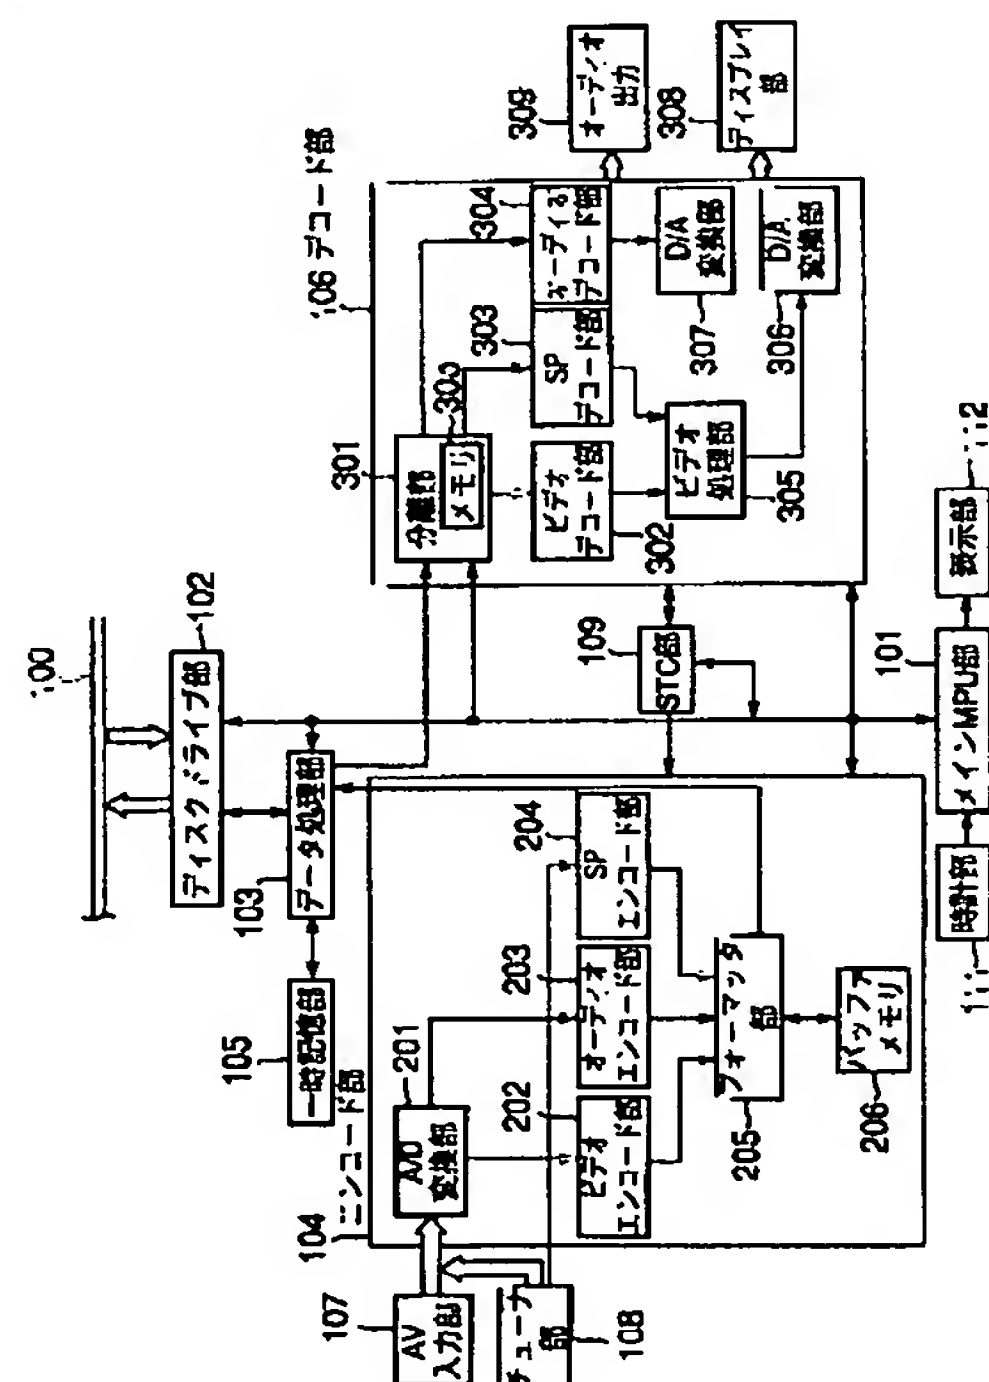 100
ディスクドライブ部
102
データ処理部
103
一時記憶部
105
エンコード部
104
AV
入力部
107
チューナ
部
108
A/D
変換部
201
ビデオ
エンコード部
202
オーディオ
エンコード部
203
SP
エンコード部
204
フォーマッタ
部
205
バッファ
メモリ
206
STC部
109
メインMPU部
101
時計部
111
表示部
112
106 デコード部
分離部
301
メモリ
ビデオ
デコード部
302
SP
デコード部
303
オーディオ
デコード部
304
ビデオ
処理部
305
D/A
変換部
306
D/A
変換部
307
ディスプレイ
部
308
オーディオ
出力
309